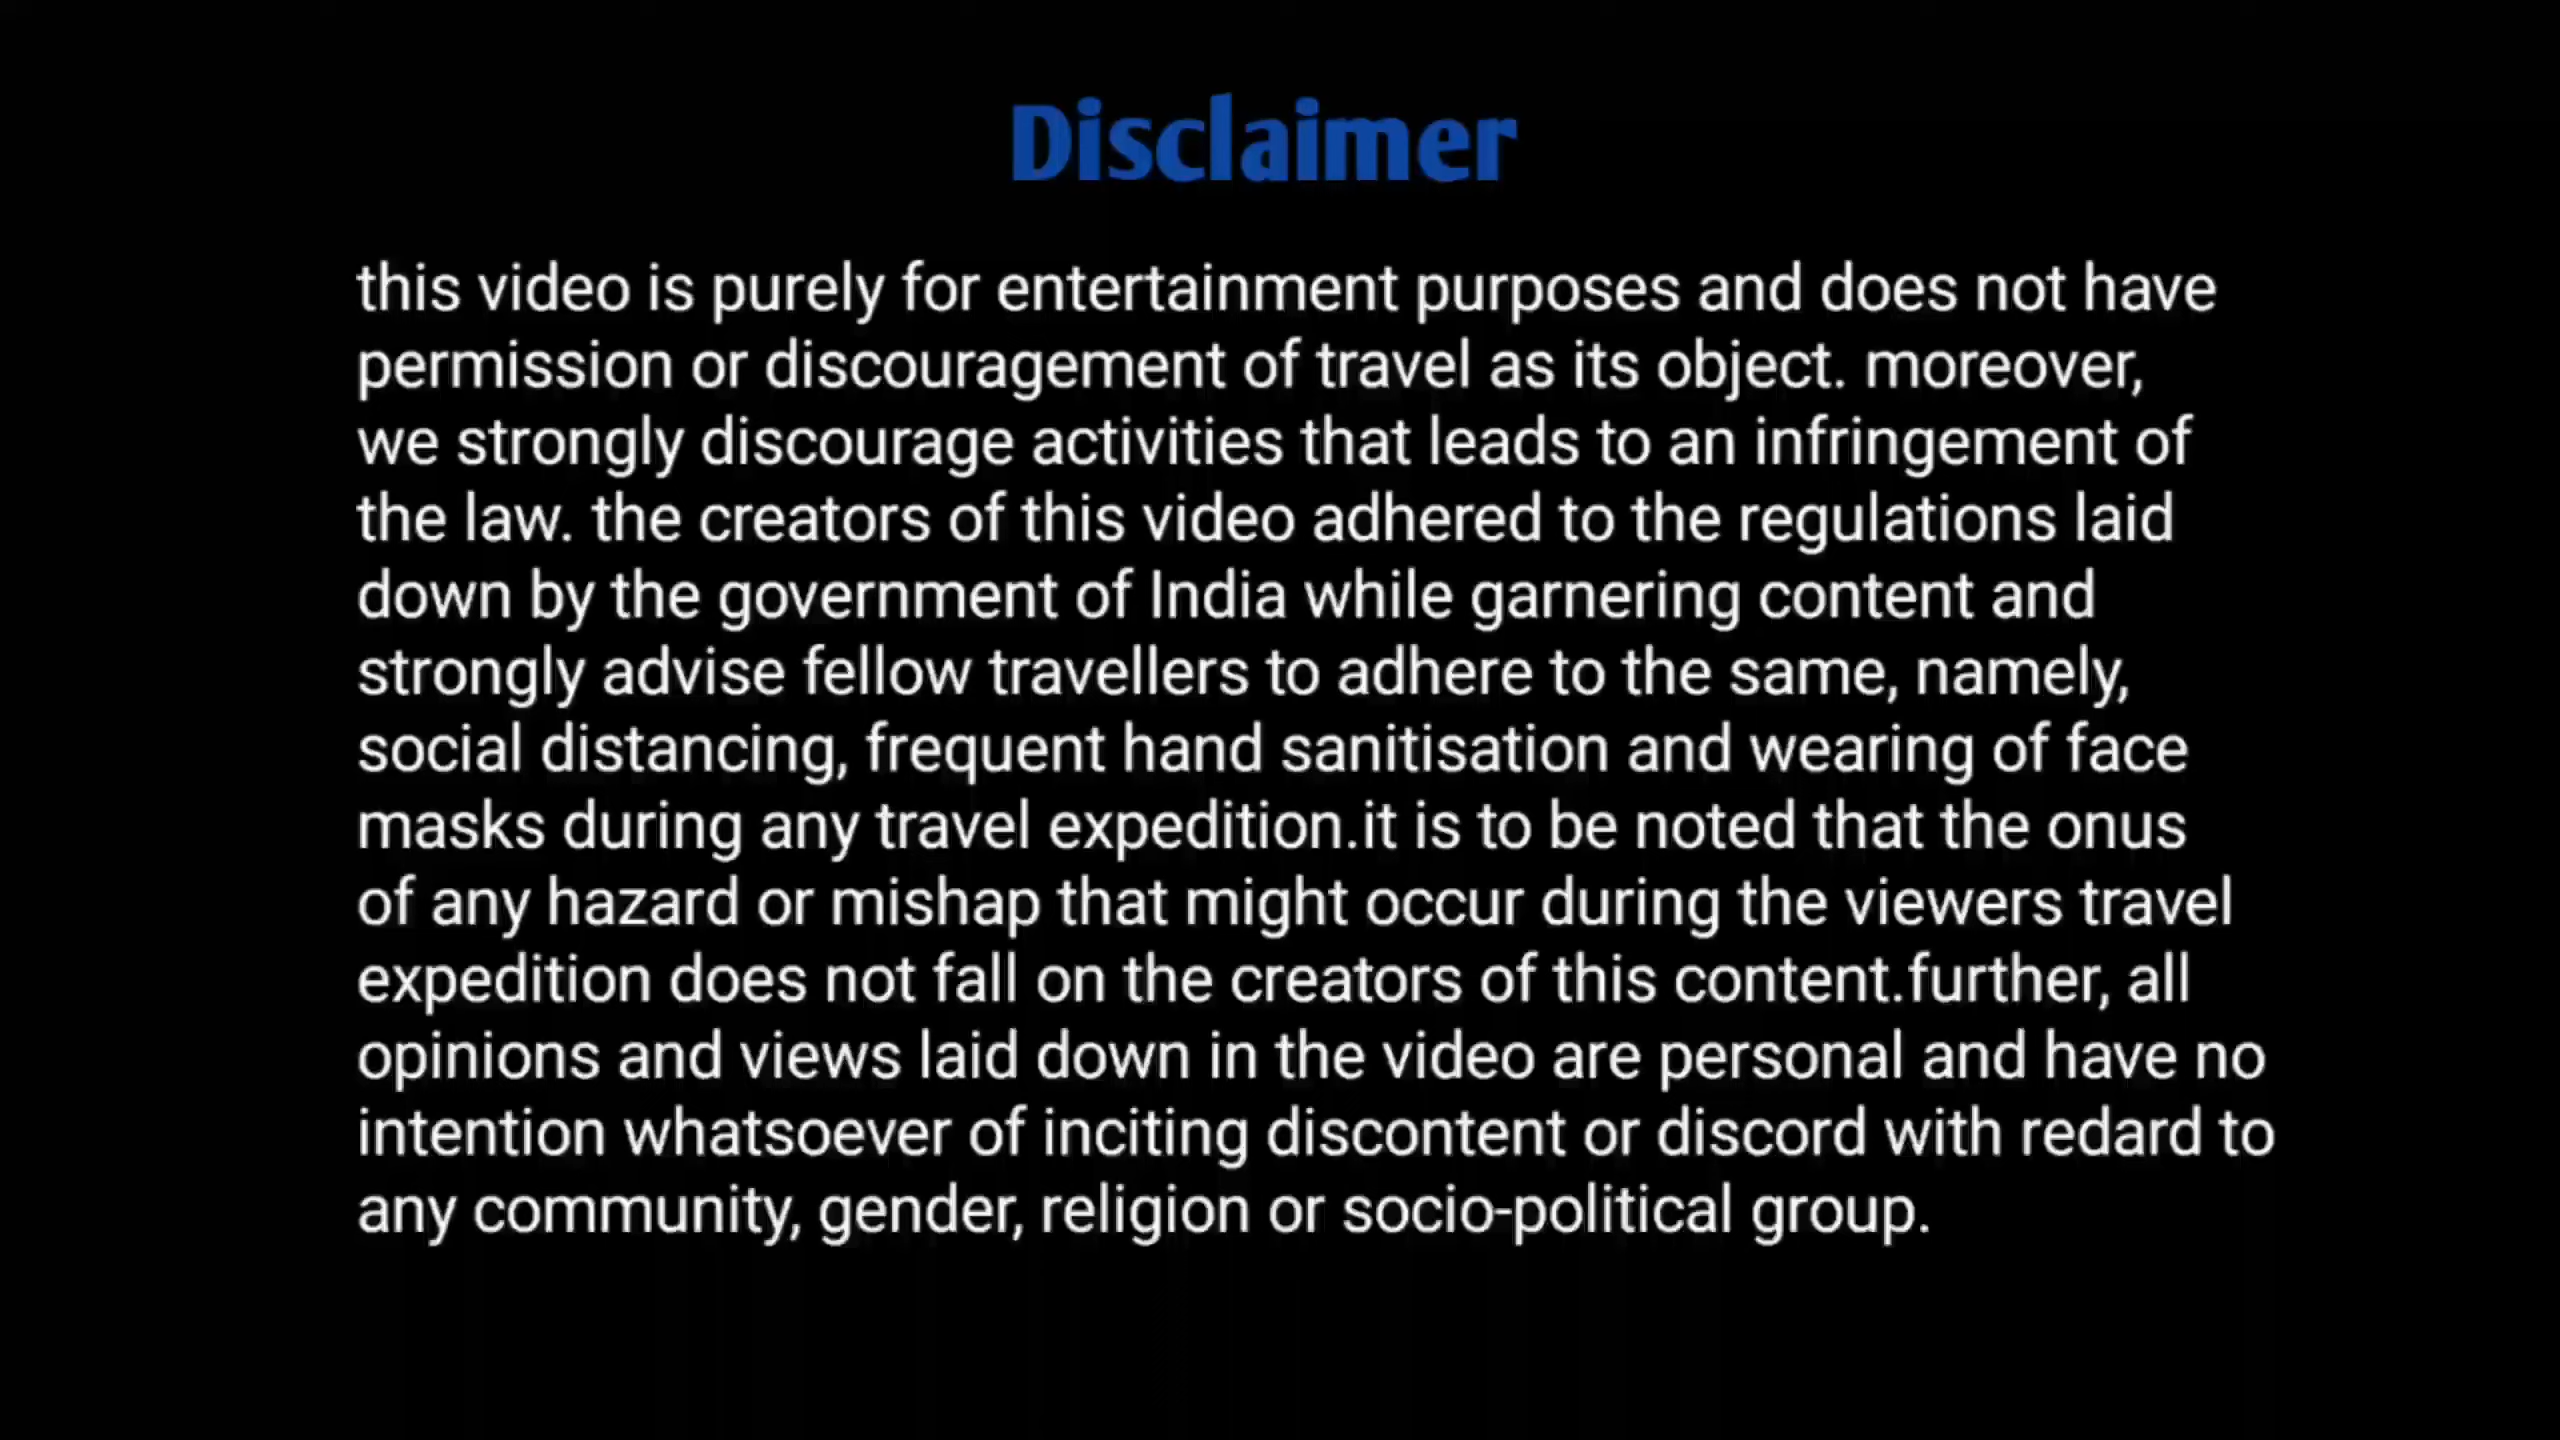 Disclaimer
this video is purely for entertainment purposes and does not have
permission or discouragement of travel as its object. moreover,
we strongly discourage activities that leads to an infringement of
the law. the creators of this video adhered to the regulations laid
down by the government of India while garnering content and
strongly advise fellow travellers to adhere to the same, namely,
social distancing, frequent hand sanitisation and wearing of face
masks during any travel expedition.it is to be noted that the onus
of any hazard or mishap that might occur during the viewers travel
expedition does not fall on the creators of this content.further, all
opinions and views laid down in the video are personal and have no
intention whatsoever of inciting discontent or discord with redard to
any community, gender, religion or socio-political group.